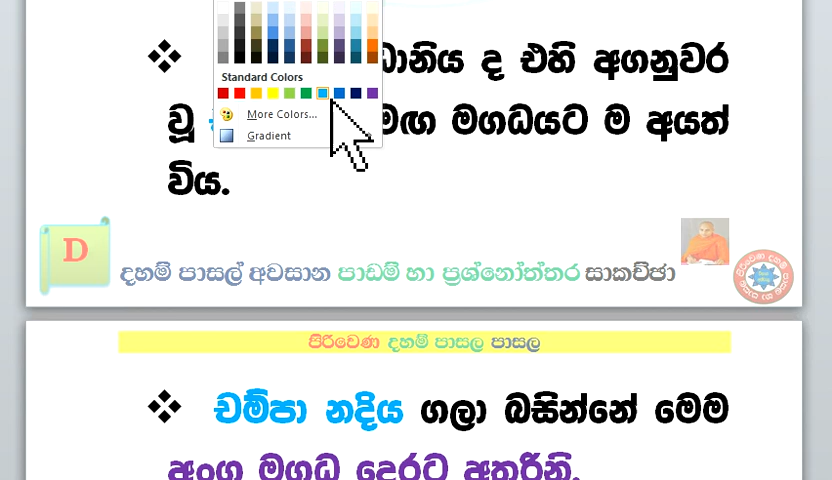 ධානිය ද එහි අගනුවර
Standard Colors
වූ
More Colors...
මඟ මගධයට ම අයත්
Gradient
විය.
D
දහම් පාසල් අවසාන පාඩම් හා ප්‍රශ්නෝත්තර සාකච්ඡා
පිරිවෙණ දහම් පාසල පාසල
❖ චම්පා නදිය ගලා බසින්නේ මෙම
අංග මගධ දෙරට අතරිනි.